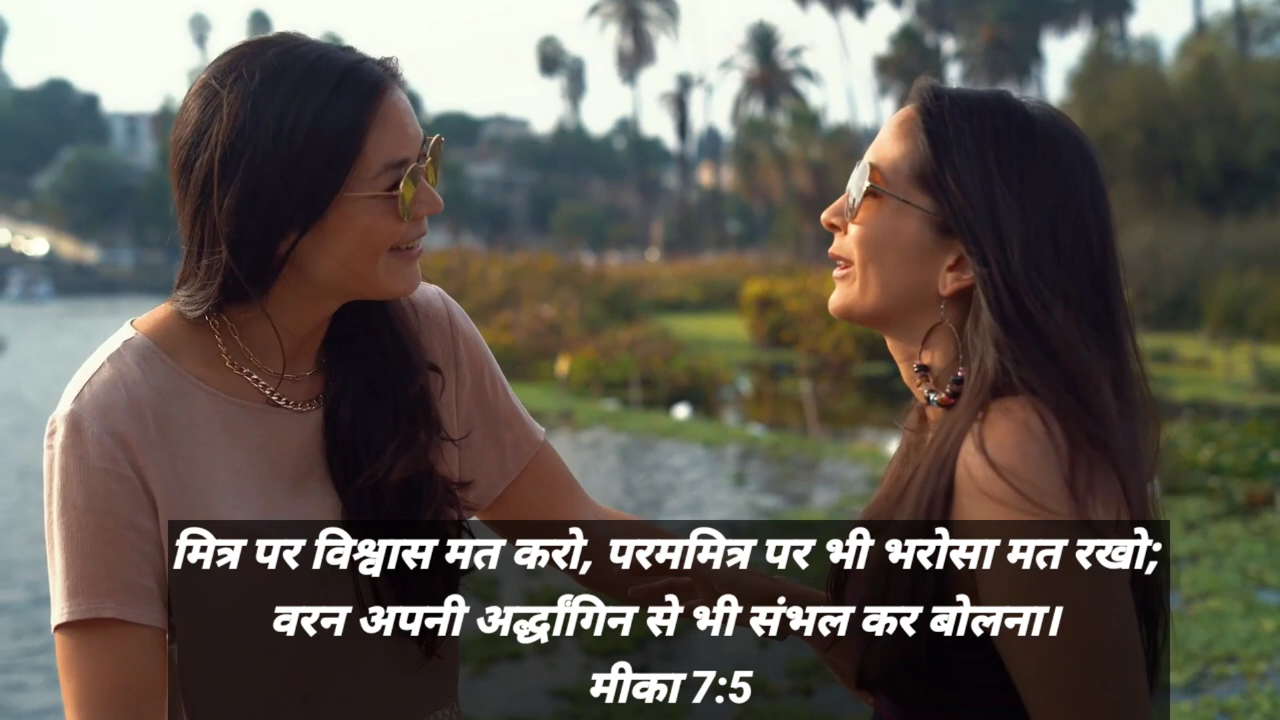 मित्र पर विश्वास मत करो, परममित्र पर भी भरोसा मत रखो;
वरन अपनी अर्द्धांगिन से भी संभल कर बोलना।
मीका 7:5